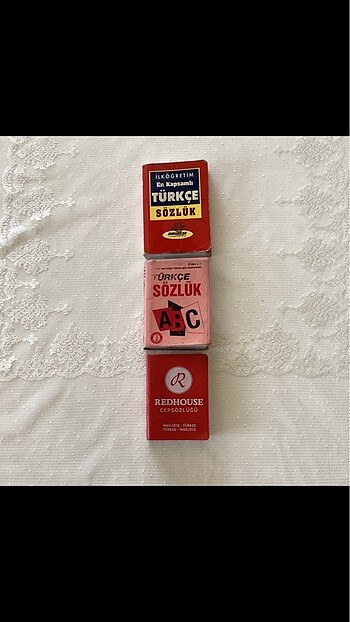 İLKÖĞRETİM
En Kapsamlı
TÜRKÇE
SÖZLÜK
TÜRKÇE
SÖZLÜK
ABC
R
REDHOUSE
CEPSÖZLÜĞÜ
İNGİLİZCE - TÜRKÇE
TÜRKÇE - İNGİLİZCE